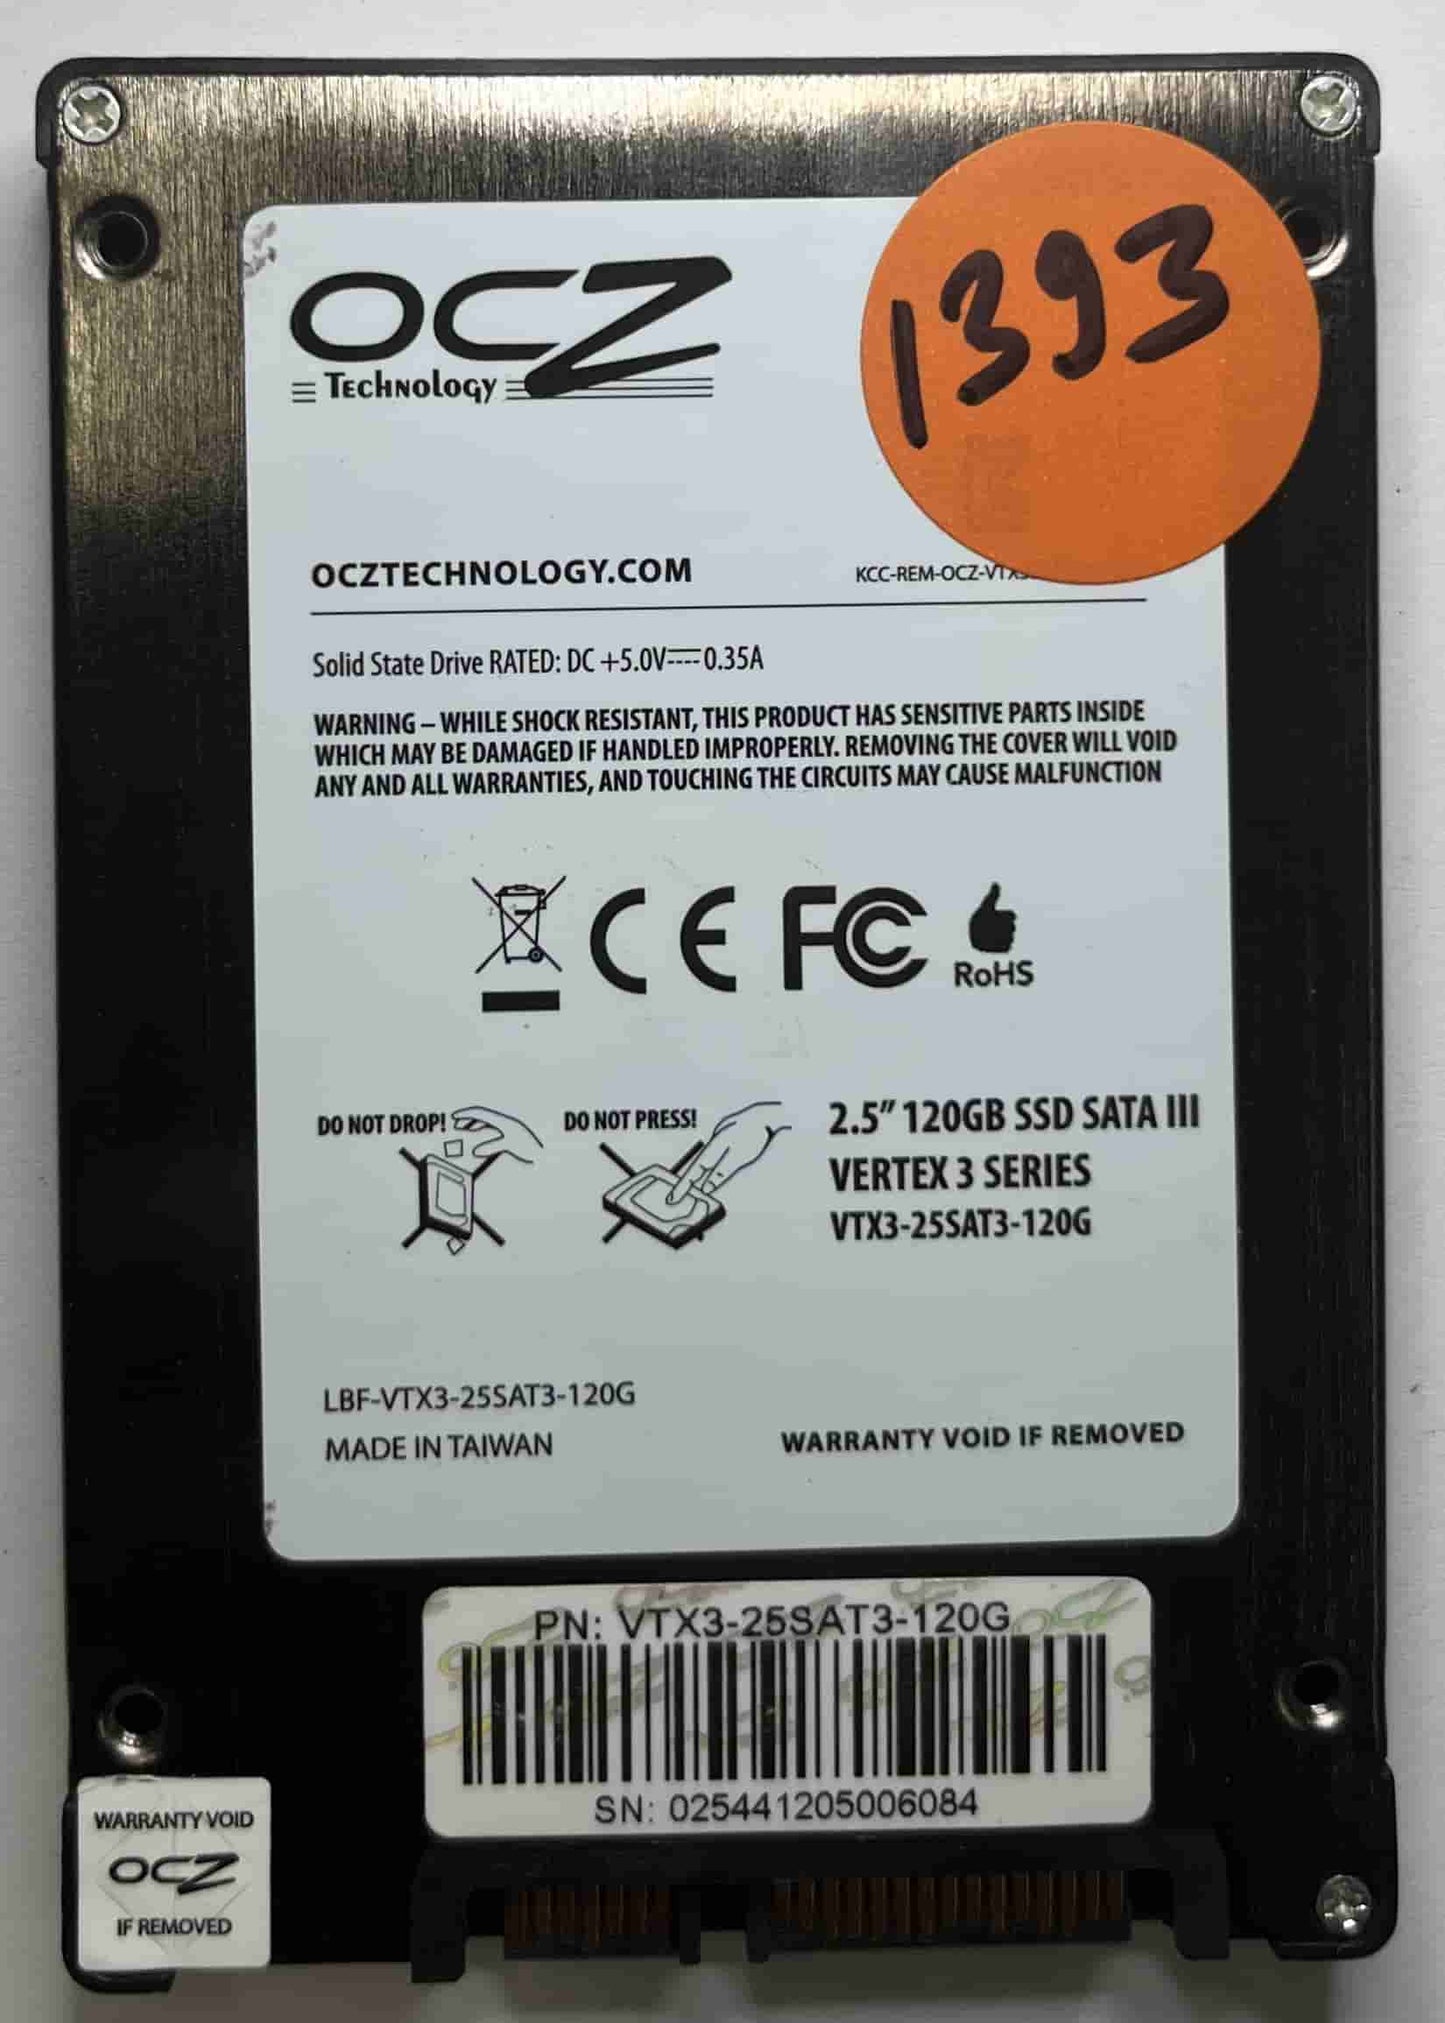 OCZ
Technology
1393
OCZTECHNOLOGY.COM
KCC-REM-OCZ-VTX3
Solid State Drive RATED: DC +5.0V⎓0.35A
WARNING – WHILE SHOCK RESISTANT, THIS PRODUCT HAS SENSITIVE PARTS INSIDE
WHICH MAY BE DAMAGED IF HANDLED IMPROPERLY. REMOVING THE COVER WILL VOID
ANY AND ALL WARRANTIES, AND TOUCHING THE CIRCUITS MAY CAUSE MALFUNCTION
CE FC RoHS
DO NOT DROP! DO NOT PRESS!
2.5” 120GB SSD SATA III
VERTEX 3 SERIES
VTX3-25SAT3-120G
LBF-VTX3-25SAT3-120G
MADE IN TAIWAN
WARRANTY VOID IF REMOVED
PN: VTX3-25SAT3-120G
SN: 025441205006084
WARRANTY VOID
OCZ
IF REMOVED